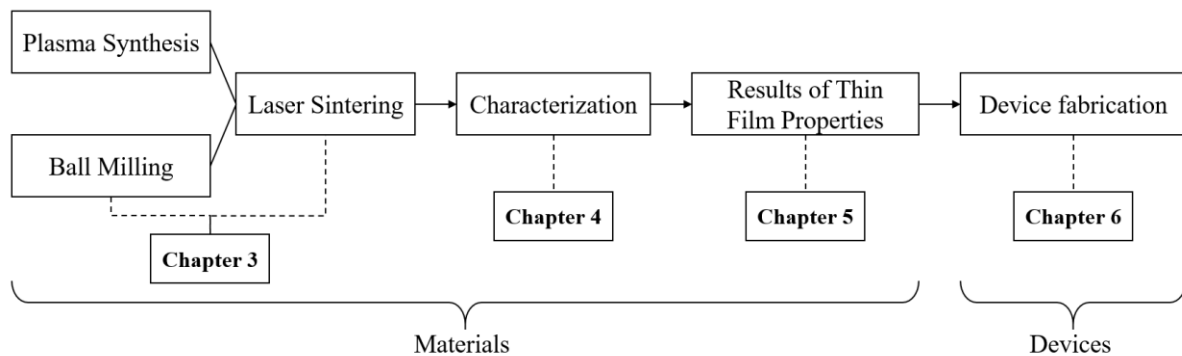 Plasma Synthesis
Ball Milling
Laser Sintering
Characterization
Results of Thin
Film Properties
Device fabrication
Chapter 3
Chapter 4
Chapter 5
Chapter 6
Materials
Devices